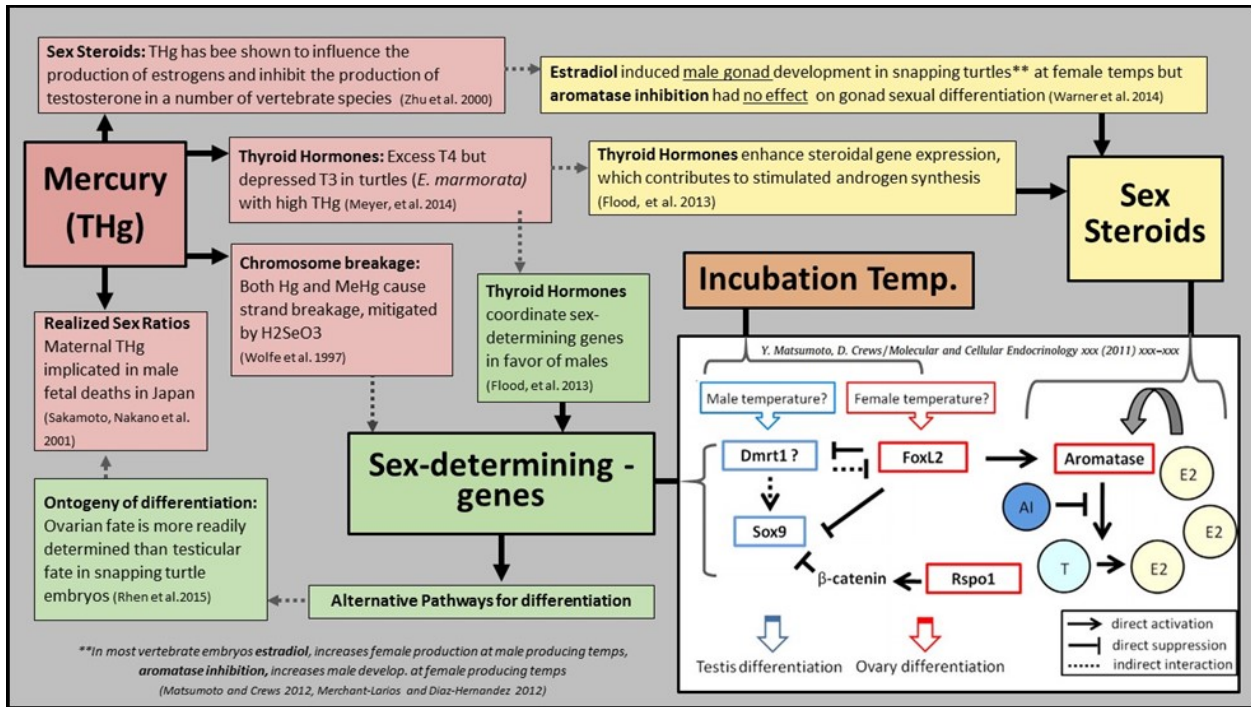 Sex Steroids: THg has bee shown to influence the
production of estrogens and inhibit the production of
testosterone in a number of vertebrate species (Zhu et al. 2000)
Estradiol induced male gonad development in snapping turtles** at female temps but
aromatase inhibition had no effect on gonad sexual differentiation (Warner et al. 2014)
Mercury
(THg)
Thyroid Hormones: Excess T4 but
depressed T3 in turtles (E. marmorata)
with high THg (Meyer, et al. 2014)
Thyroid Hormones enhance steroidal gene expression,
which contributes to stimulated androgen synthesis
(Flood, et al. 2013)
Sex
Steroids
Chromosome breakage:
Both Hg and MeHg cause
strand breakage, mitigated
by H2SeO3
(Wolfe et al. 1997)
Thyroid Hormones
coordinate sex-
determining genes
in favor of males
(Flood, et al. 2013)
Incubation Temp.
Realized Sex Ratios
Maternal THg
implicated in male
fetal deaths in Japan
(Sakamoto, Nakano et al.
2001)
Sex-determining -
genes
Ontogeny of differentiation:
Ovarian fate is more readily
determined than testicular
fate in snapping turtle
embryos (Rhen et al.2015)
Alternative Pathways for differentiation
**In most vertebrate embryos estradiol, increases female production at male producing temps,
aromatase inhibition, increases male develop. at female producing temps
(Matsumoto and Crews 2012, Merchant-Larios and Diaz-Hernandez 2012)
Y. Matsumoto, D. Crews/Molecular and Cellular Endocrinology xxx (2011) xxx–xxx
Male temperature?
Female temperature?
Dmrt1 ?
FoxL2
Aromatase
E2
AI
E2
Sox9
T
E2
β-catenin
Rspo1
Testis differentiation
Ovary differentiation
direct activation
direct suppression
indirect interaction